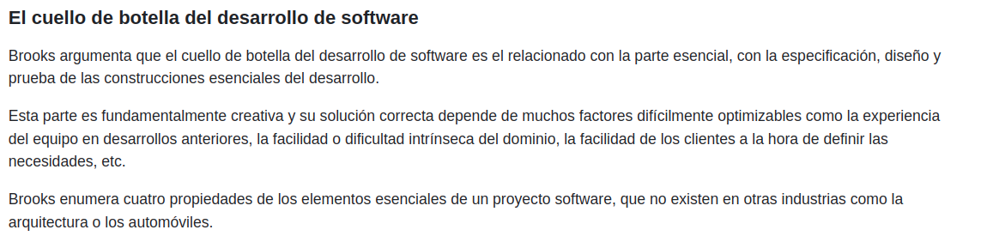 El cuello de botella del desarrollo de software
Brooks argumenta que el cuello de botella del desarrollo de software es el relacionado con la parte esencial, con la especificación, diseño y
prueba de las construcciones esenciales del desarrollo.
Esta parte es fundamentalmente creativa y su solución correcta depende de muchos factores difícilmente optimizables como la experiencia
del equipo en desarrollos anteriores, la facilidad o dificultad intrínseca del dominio, la facilidad de los clientes a la hora de definir las
necesidades, etc.
Brooks enumera cuatro propiedades de los elementos esenciales de un proyecto software, que no existen en otras industrias como la
arquitectura o los automóviles.